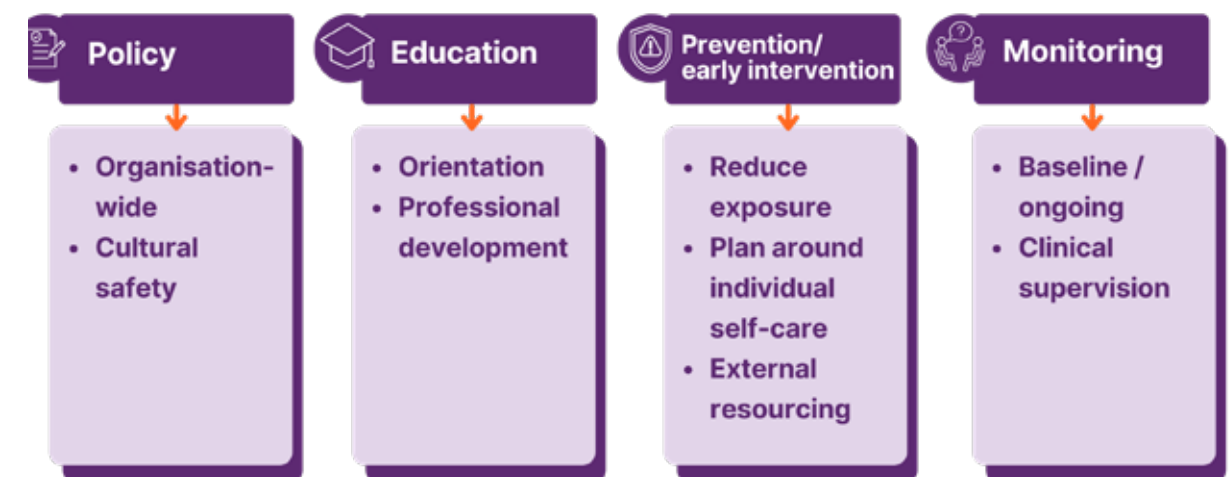 Policy
• Organisation-
wide
• Cultural
safety
Education
• Orientation
• Professional
development
Prevention/
early intervention
• Reduce
exposure
• Plan around
individual
self-care
• External
resourcing
Monitoring
• Baseline /
ongoing
• Clinical
supervision